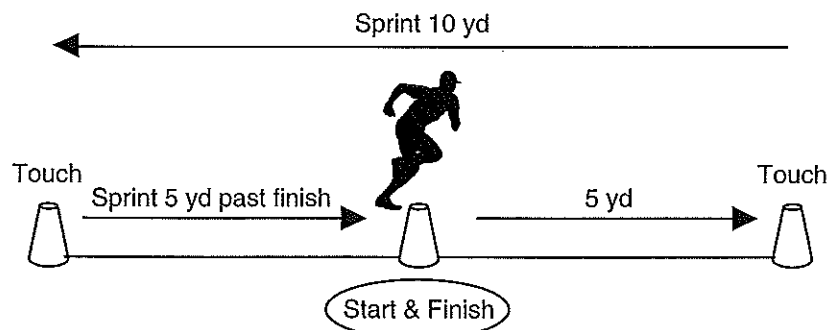 Sprint 10 yd
Touch
Touch
Sprint 5 yd past finish
5 yd
Start & Finish